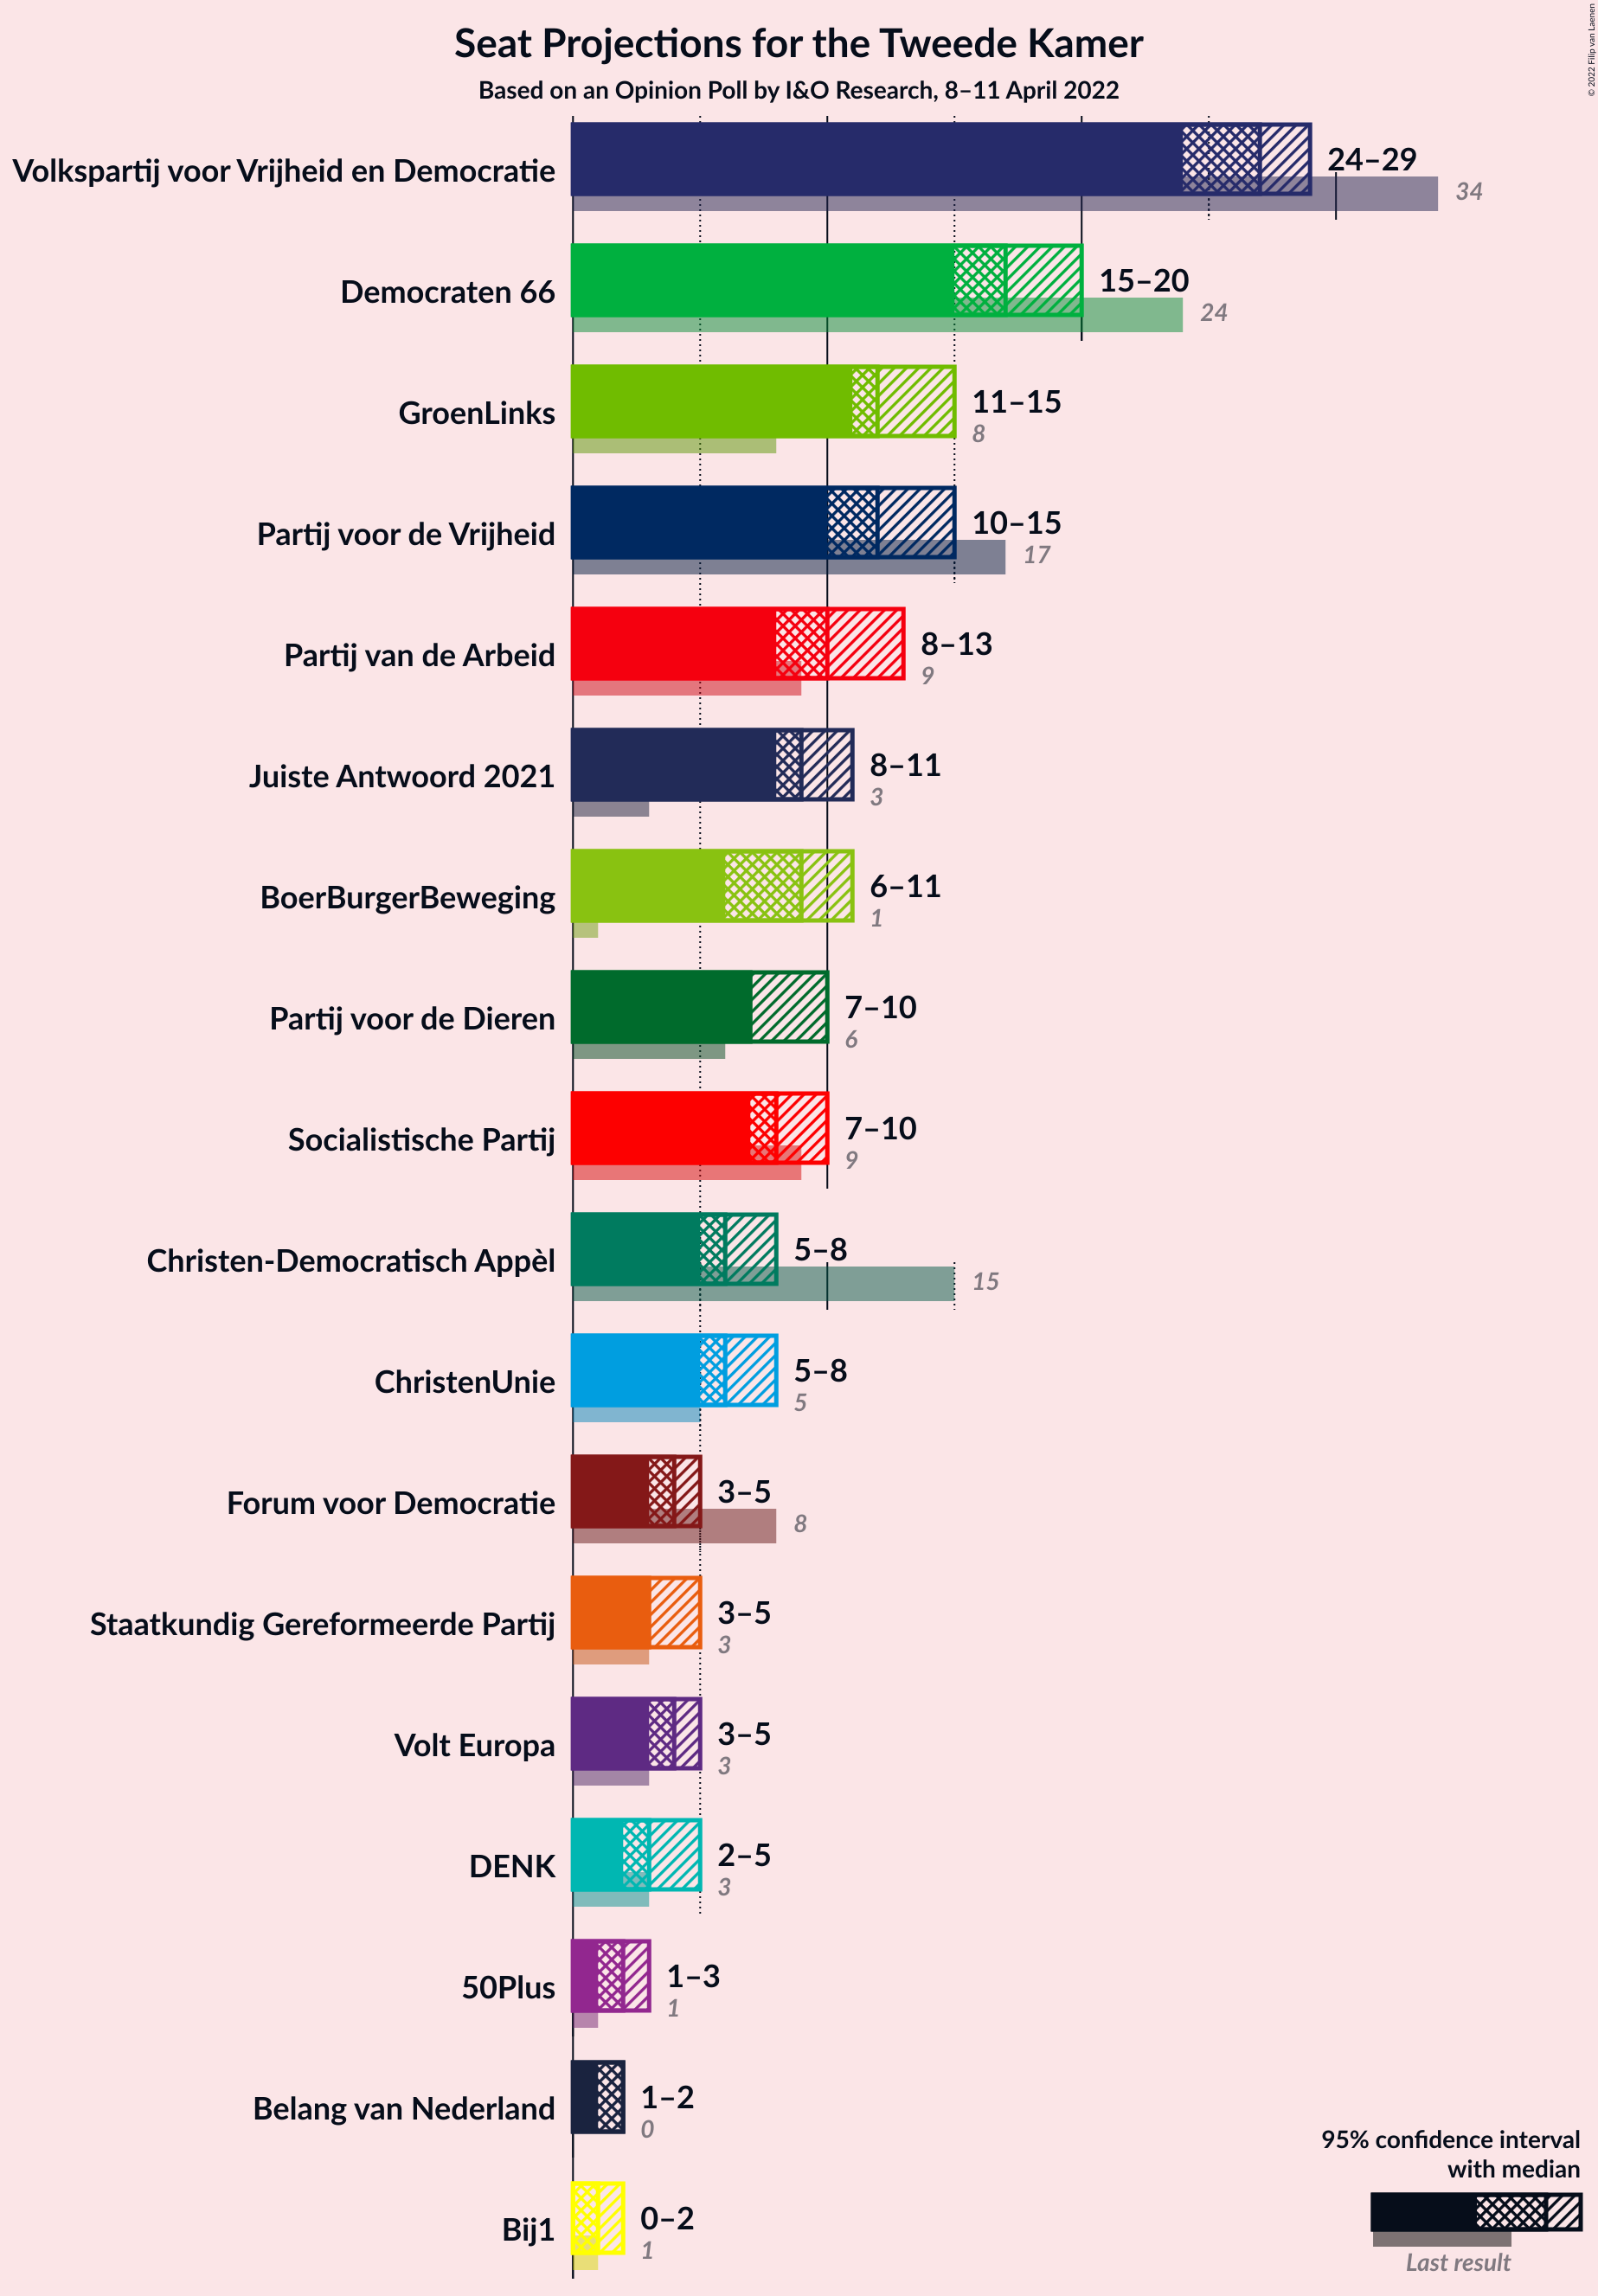 Seat Projections for the Tweede Kamer
Based on an Opinion Poll by I&O Research, 8–11 April 2022
© 2022 Filip van Laenen
Volkspartij voor Vrijheid en Democratie
24–29
34
Democraten 66
15–20
24
GroenLinks
11–15
8
Partij voor de Vrijheid
10–15
17
Partij van de Arbeid
8–13
9
Juiste Antwoord 2021
8–11
3
BoerBurgerBeweging
6–11
1
Partij voor de Dieren
7–10
6
Socialistische Partij
7–10
9
Christen-Democratisch Appèl
5–8
15
ChristenUnie
5–8
5
Forum voor Democratie
3–5
8
Staatkundig Gereformeerde Partij
3–5
3
Volt Europa
3–5
3
DENK
2–5
3
50Plus
1–3
1
Belang van Nederland
1–2
0
Bij1
0–2
1
95% confidence interval
with median
Last result